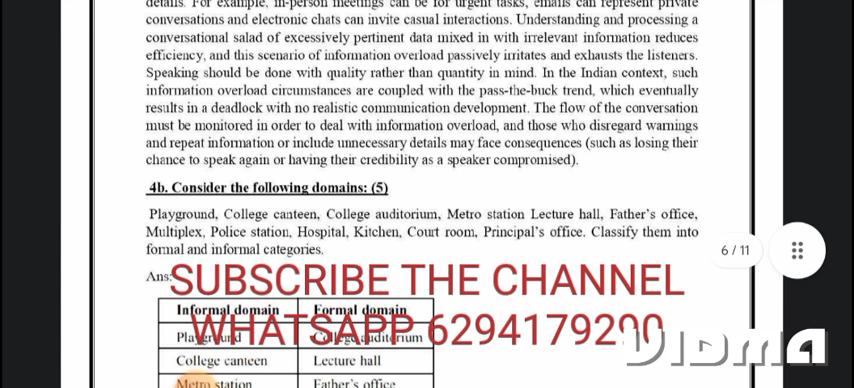 details. For example, in-person meetings can be for urgent tasks, emails can represent private
conversations and electronic chats can invite casual interactions. Understanding and processing a
conversational salad of excessively pertinent data mixed in with irrelevant information reduces
efficiency, and this scenario of information overload passively irritates and exhausts the listeners.
Speaking should be done with quality rather than quantity in mind. In the Indian context, such
information overload circumstances are coupled with the pass-the-buck trend, which eventually
results in a deadlock with no realistic communication development. The flow of the conversation
must be monitored in order to deal with information overload, and those who disregard warnings
and repeat information or include unnecessary details may face consequences (such as losing their
chance to speak again or having their credibility as a speaker compromised).
4b. Consider the following domains: (5)
Playground, College canteen, College auditorium, Metro station Lecture hall, Father's office,
Multiplex, Police station, Hospital, Kitchen, Court room, Principal's office. Classify them into
formal and informal categories.
6 / 11
Ans:
SUBSCRIBE THE CHANNEL
Informal domain Formal domain
WHATSAPP 6294179290
Playground College auditorium
College canteen Lecture hall
Metro station Father's office
VIDMA